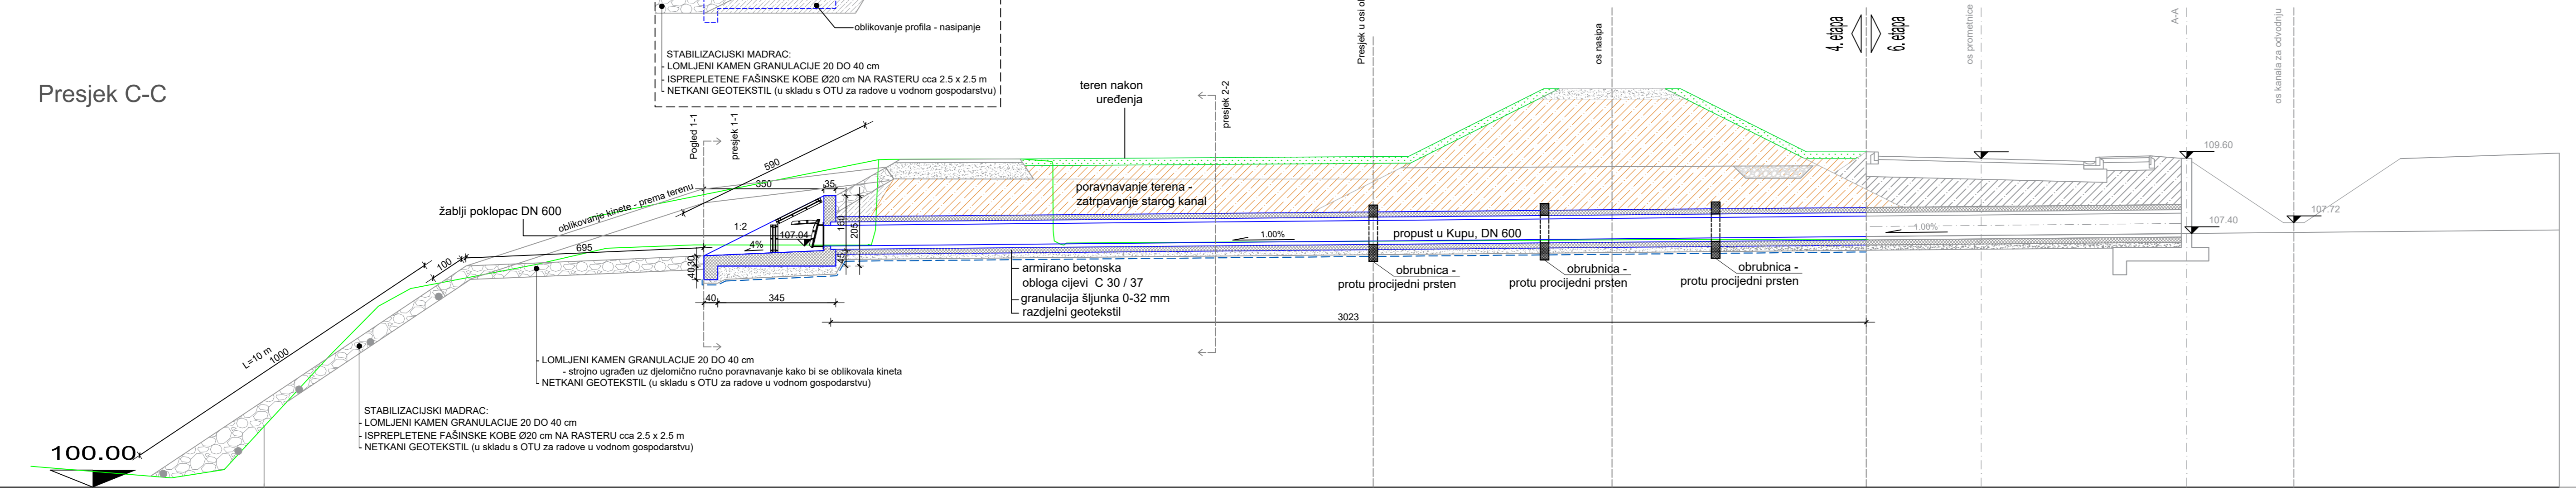 Presjek C-C
oblikovanje profila - nasipanje
STABILIZACIJSKI MADRAC:
- LOMLJENI KAMEN GRANULACIJE 20 DO 40 cm
- ISPREPLETENE FAŠINSKE KOBE Ø20 cm NA RASTERU cca 2.5 x 2.5 m
- NETKANI GEOTEKSTIL (u skladu s OTU za radove u vodnom gospodarstvu)
Pogled 1-1
presjek 1-1
teren nakon
uređenja
presjek 2-2
Presjek u osi
os nasipa
4. etapa
6. etapa
os prometnice
A-A
os kanala za odvodnju
109.60
107.72
107.40
590
350
35
oblikovanje kinete - prema terenu
žablji poklopac DN 600
1:2
107.04
4%
160
205
45
695
100
4030
40
345
poravnavanje terena -
zatrpavanje starog kanal
1.00%
propust u Kupu, DN 600
1.00%
armirano betonska
obloga cijevi C 30 / 37
granulacija šljunka 0-32 mm
razdjelni geotekstil
obrubnica -
protu procijedni prsten
obrubnica -
protu procijedni prsten
obrubnica -
protu procijedni prsten
3023
L=10 m
1000
- LOMLJENI KAMEN GRANULACIJE 20 DO 40 cm
- strojno ugrađen uz djelomično ručno poravnavanje kako bi se oblikovala kineta
- NETKANI GEOTEKSTIL (u skladu s OTU za radove u vodnom gospodarstvu)
STABILIZACIJSKI MADRAC:
- LOMLJENI KAMEN GRANULACIJE 20 DO 40 cm
- ISPREPLETENE FAŠINSKE KOBE Ø20 cm NA RASTERU cca 2.5 x 2.5 m
- NETKANI GEOTEKSTIL (u skladu s OTU za radove u vodnom gospodarstvu)
100.00